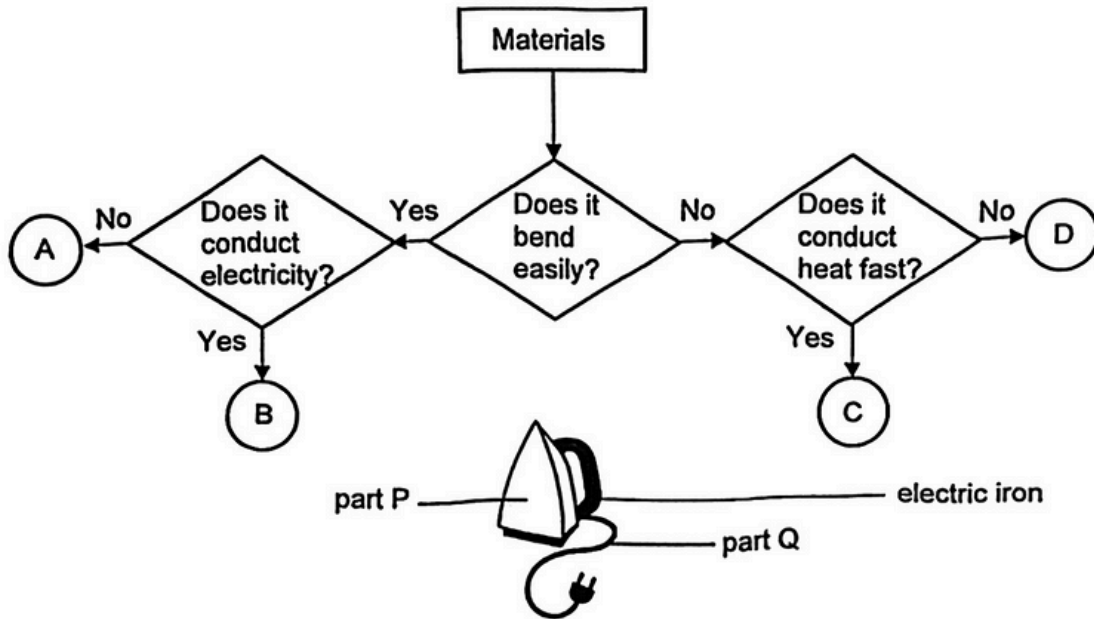 Materials
No
Does it
conduct
electricity?
Yes
Does it
bend
easily?
No
Does it
conduct
heat fast?
No
A
D
Yes
Yes
B
C
part P
electric iron
part Q